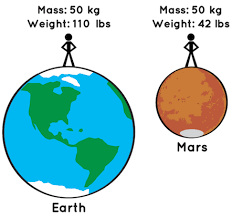 Mass: 50 kg
Weight: 110 lbs
Mass: 50 kg
Weight: 42 lbs
Mars
Earth